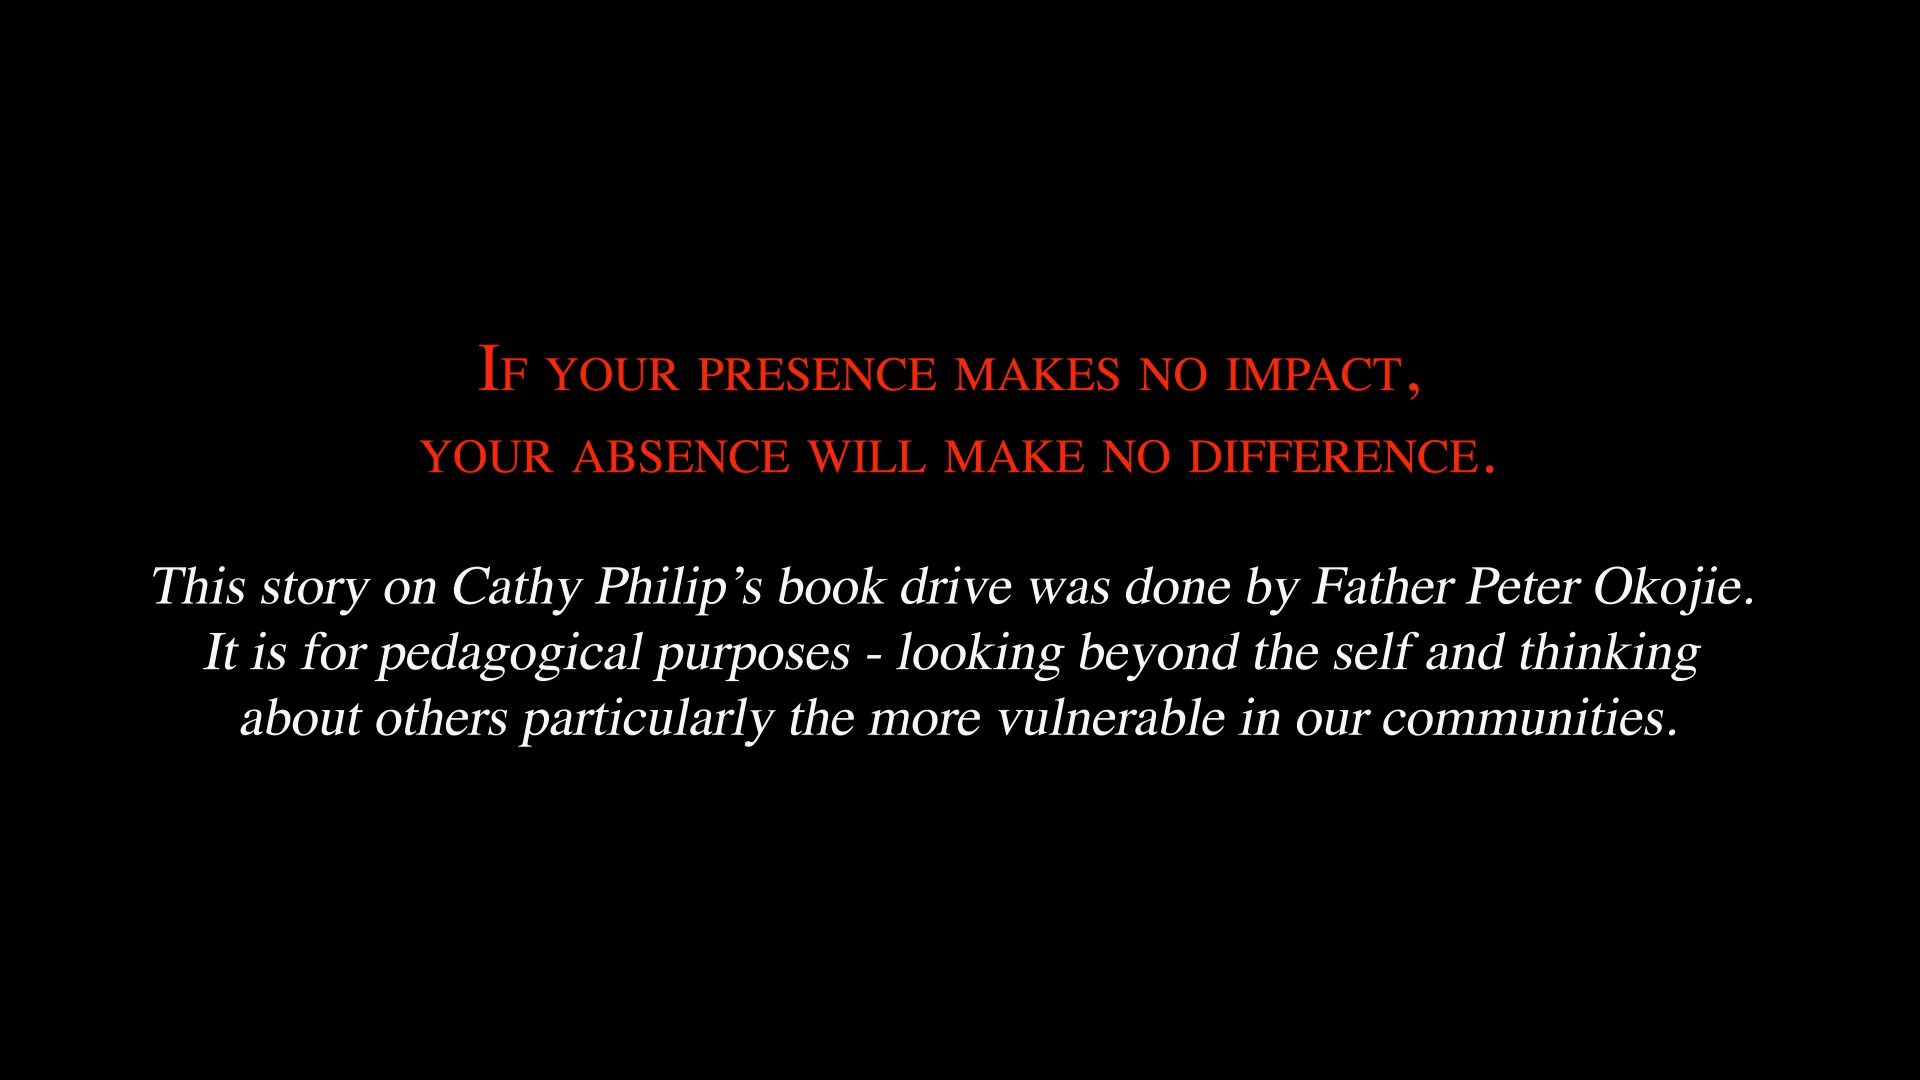 If your presence makes no impact,
your absence will make no difference.
This story on Cathy Philip’s book drive was done by Father Peter Okojie.
It is for pedagogical purposes - looking beyond the self and thinking
about others particularly the more vulnerable in our communities.